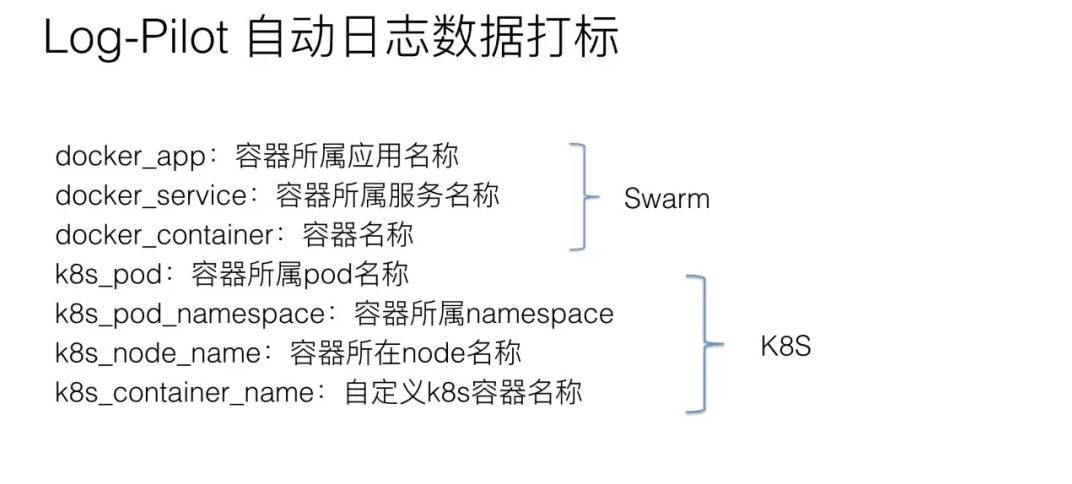 Log-Pilot 自动日志数据打标
docker_app：容器所属应用名称
docker_service：容器所属服务名称
docker_container：容器名称
Swarm
k8s_pod：容器所属pod名称
k8s_pod_namespace：容器所属namespace
k8s_node_name：容器所在node名称
k8s_container_name：自定义k8s容器名称
K8S